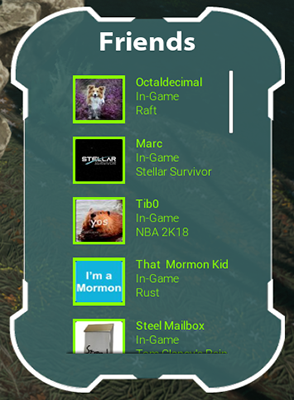 Friends
Octaldecimal
In-Game
Raft
STELLAR
Marc
In-Game
Stellar Survivor
yes
Tib0
In-Game
NBA 2K18
I'm a
Mormon
That Mormon Kid
In-Game
Rust
Steel Mailbox
In-Game